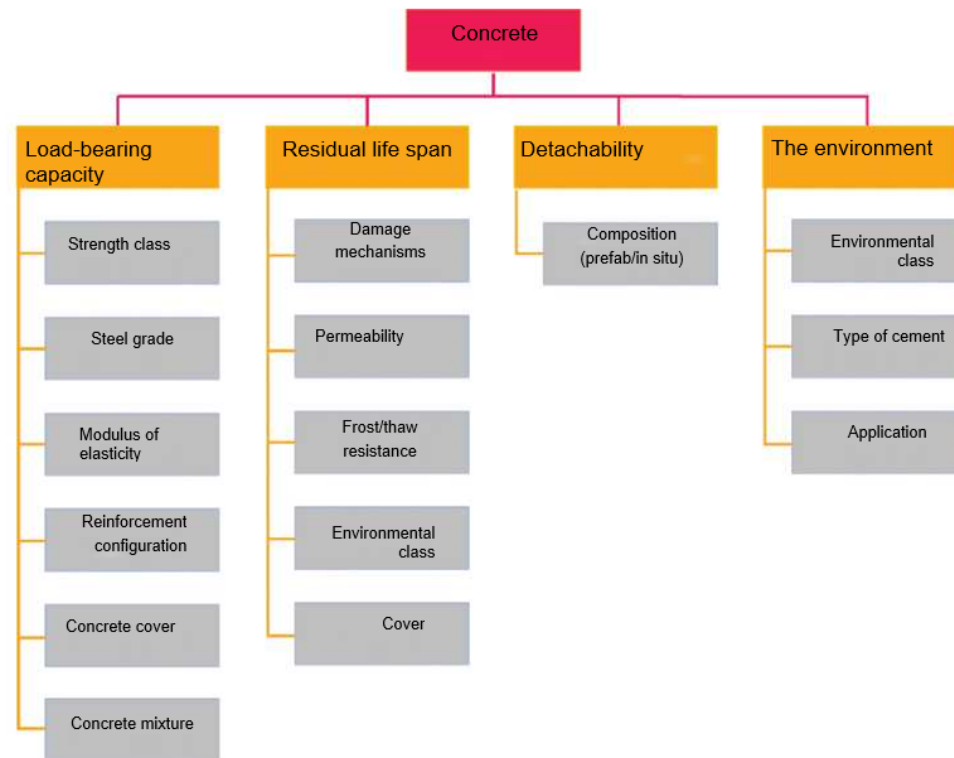 Concrete
Load-bearing
capacity
Strength class
Steel grade
Modulus of
elasticity
Reinforcement
configuration
Concrete cover
Concrete mixture
Residual life span
Damage
mechanisms
Permeability
Frost/thaw
resistance
Environmental
class
Cover
Detachability
Composition
(prefab/in situ)
The environment
Environmental
class
Type of cement
Application